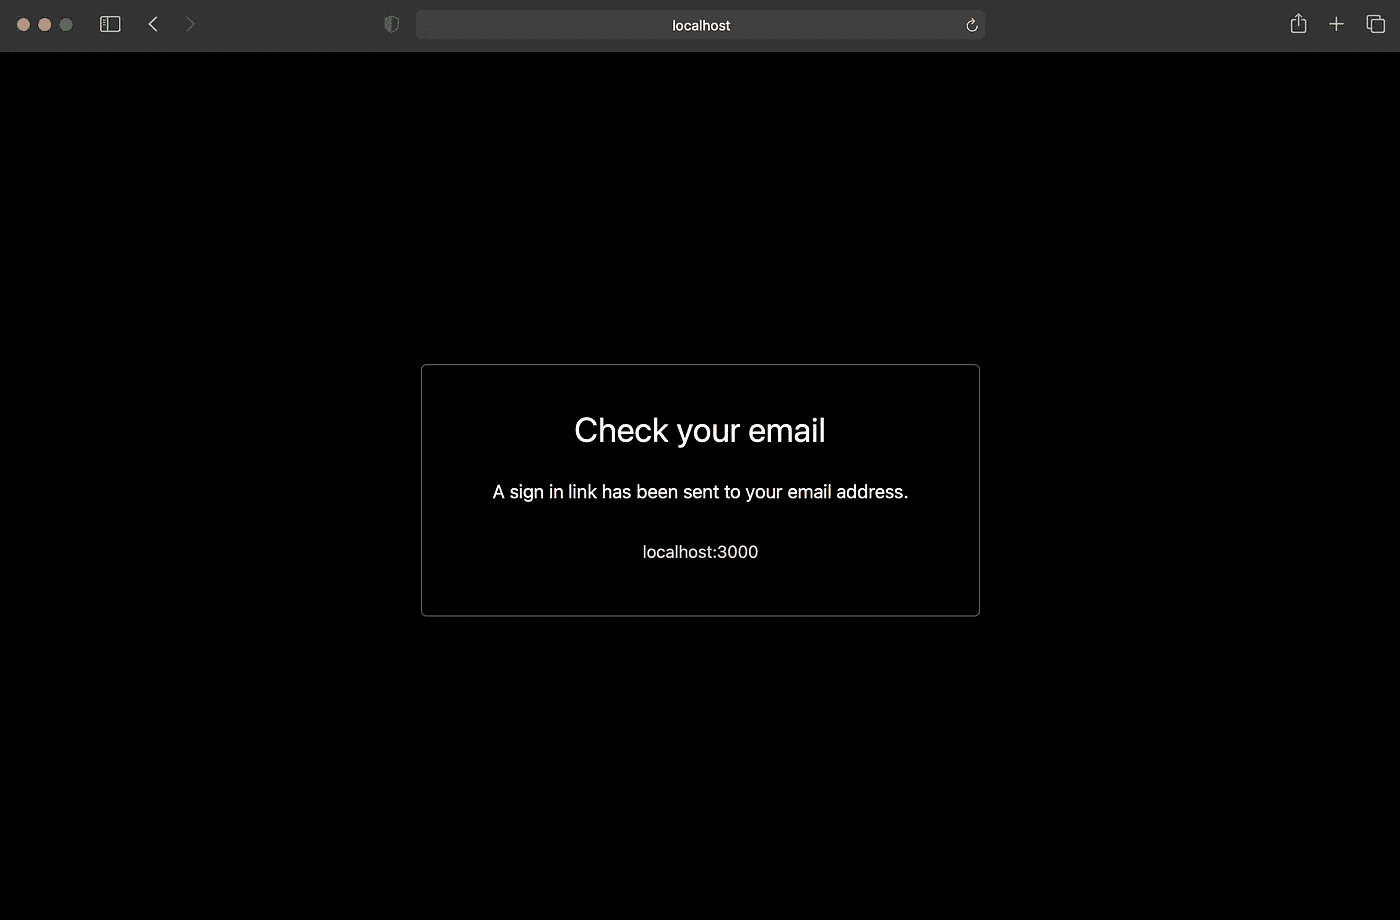 localhost
Check your email
A sign in link has been sent to your email address.
localhost:3000